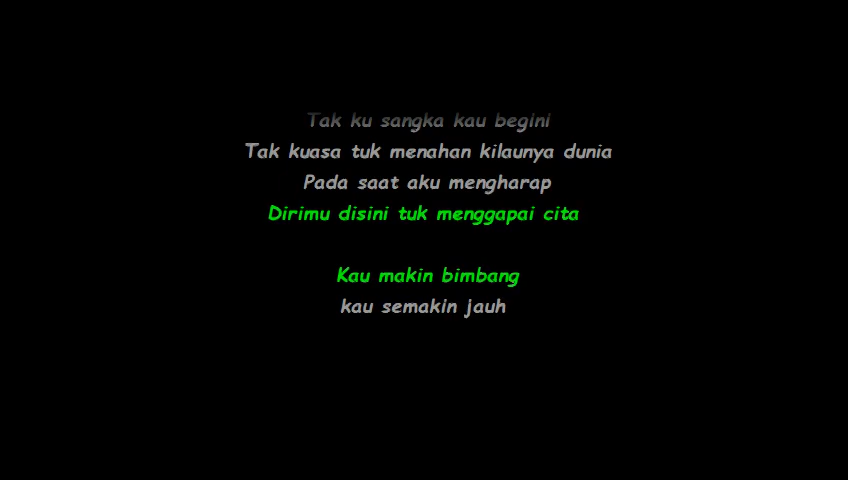 Tak ku sangka kau begini
Tak kuasa tuk menahan kilaunya dunia
Pada saat aku mengharap
Dirimu disini tuk menggapai cita
Kau makin bimbang
kau semakin jauh